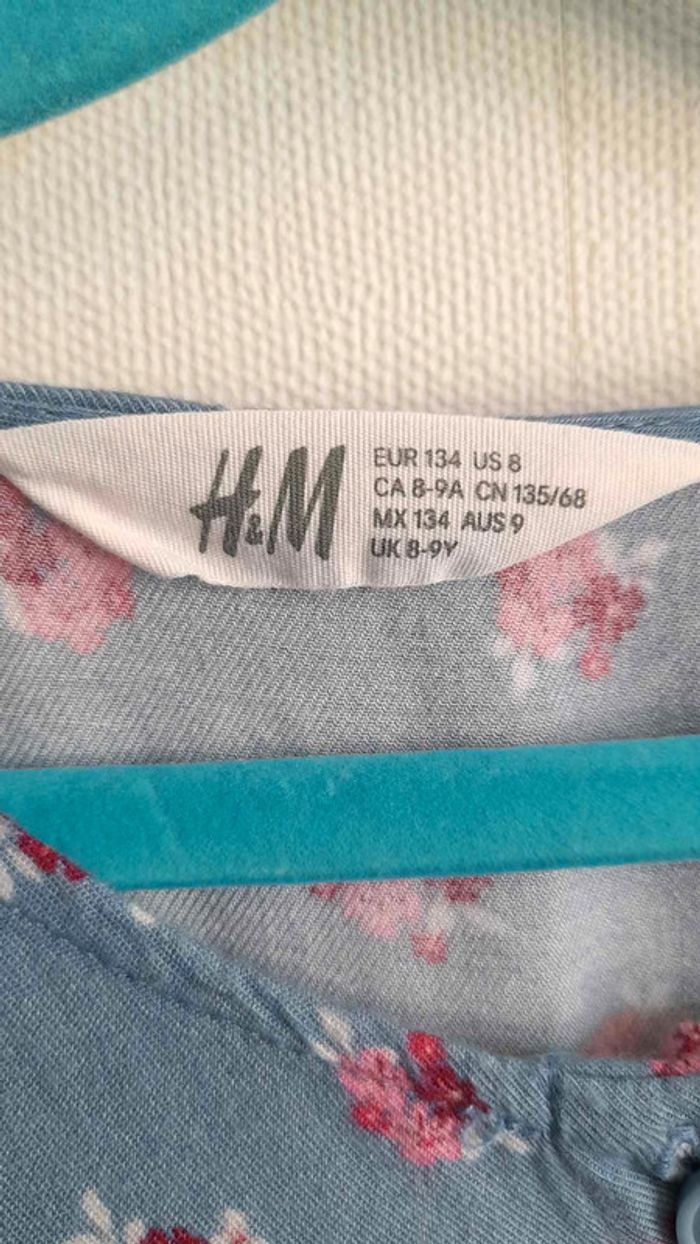 H&M
EUR 134 US 8
CA 8-9A CN 135/68
MX 134 AUS 9
UK 8-9Y